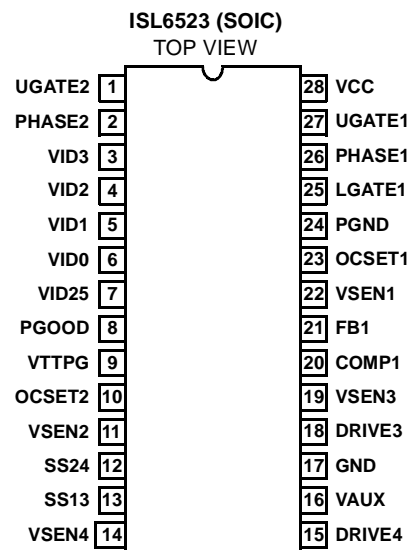 ISL6523 (SOIC)
TOP VIEW
UGATE2 1 28 VCC
PHASE2 2 27 UGATE1
VID3 3 26 PHASE1
VID2 4 25 LGATE1
VID1 5 24 PGND
VID0 6 23 OCSET1
VID25 7 22 VSEN1
PGOOD 8 21 FB1
VTTPG 9 20 COMP1
OCSET2 10 19 VSEN3
VSEN2 11 18 DRIVE3
SS24 12 17 GND
SS13 13 16 VAUX
VSEN4 14 15 DRIVE4